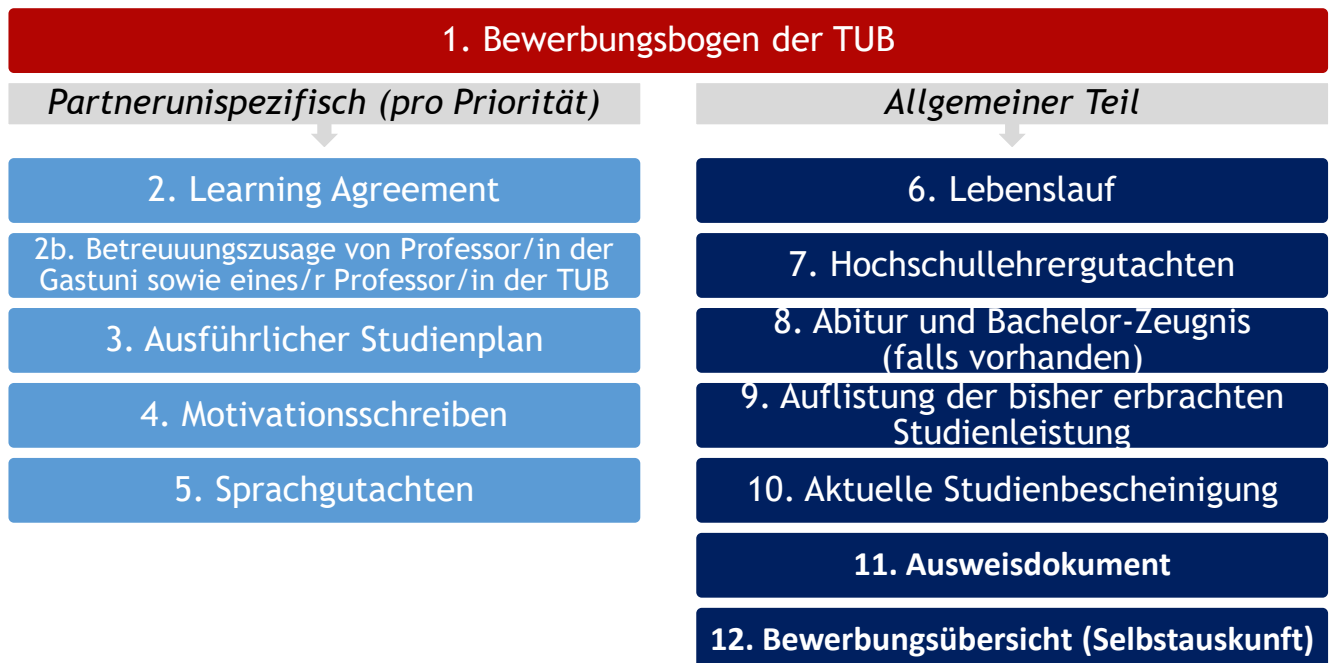 1. Bewerbungsbogen der TUB
Partnerunispezifisch (pro Priorität)
2. Learning Agreement
2b. Betreuuungszusage von Professor/in der
Gastuni sowie eines/r Professor/in der TUB
3. Ausführlicher Studienplan
4. Motivationsschreiben
5. Sprachgutachten
Allgemeiner Teil
6. Lebenslauf
7. Hochschullehrergutachten
8. Abitur und Bachelor-Zeugnis
(falls vorhanden)
9. Auflistung der bisher erbrachten
Studienleistung
10. Aktuelle Studienbescheinigung
11. Ausweisdokument
12. Bewerbungsübersicht (Selbstauskunft)